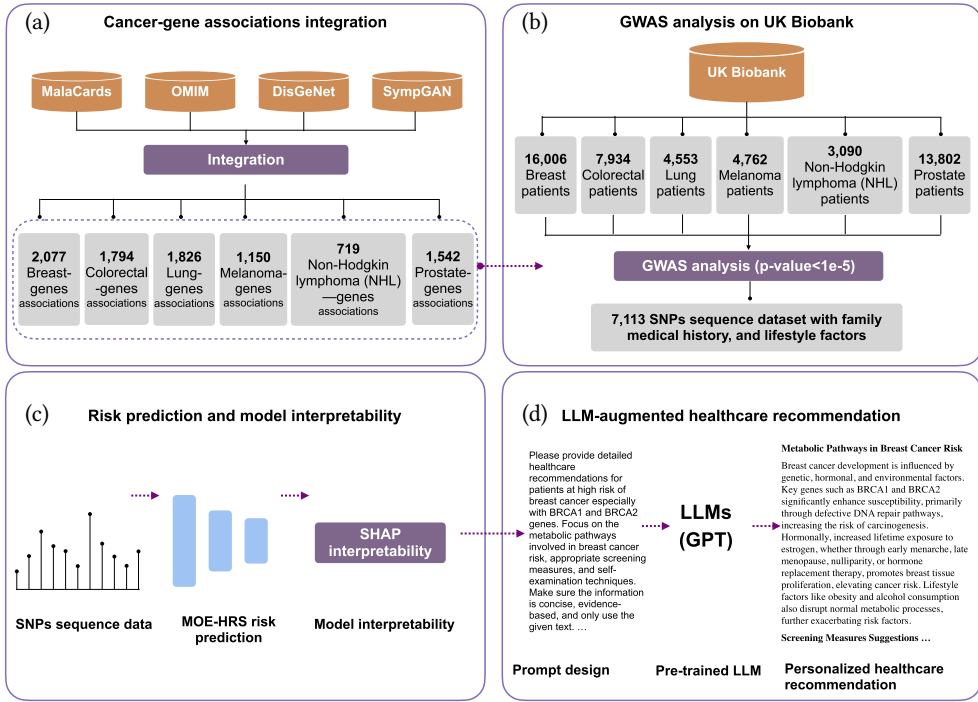 (a)
Cancer-gene associations integration
MalaCards
OMIM
DisGeNet
SympGAN
Integration
2,077
Breast-
genes
associations
1,794
Colorectal
-genes
associations
1,826
Lung-
genes
associations
1,150
Melanoma-
genes
associations
719
Non-Hodgkin
lymphoma (NHL)
—genes
associations
1,542
Prostate-
genes
associations
(b)
GWAS analysis on UK Biobank
UK Biobank
16,006
Breast
patients
7,934
Colorectal
patients
4,553
Lung
patients
4,762
Melanoma
patients
3,090
Non-Hodgkin
lymphoma (NHL)
patients
13,802
Prostate
patients
GWAS analysis (p-value<1e-5)
7,113 SNPs sequence dataset with family
medical history, and lifestyle factors
(c)
Risk prediction and model interpretability
SHAP
interpretability
SNPs sequence data
MOE-HRS risk
prediction
Model interpretability
(d)
LLM-augmented healthcare recommendation
Please provide detailed
healthcare
recommendations for
patients at high risk of
breast cancer especially
with BRCA1 and BRCA2
genes. Focus on the
metabolic pathways
involved in breast cancer
risk, appropriate screening
measures, and self-
examination techniques.
Make sure the information
is concise, evidence-
based, and only use the
given text. …
Prompt design
LLMs
(GPT)
Pre-trained LLM
Metabolic Pathways in Breast Cancer Risk
Breast cancer development is influenced by
genetic, hormonal, and environmental factors.
Key genes such as BRCA1 and BRCA2
significantly enhance susceptibility, primarily
through defective DNA repair pathways,
increasing the risk of carcinogenesis.
Hormonally, increased lifetime exposure to
estrogen, whether through early menarche, late
menopause, nulliparity, or hormone
replacement therapy, promotes breast tissue
proliferation, elevating cancer risk. Lifestyle
factors like obesity and alcohol consumption
also disrupt normal metabolic processes,
further exacerbating risk factors.
Screening Measures Suggestions …
Personalized healthcare
recommendation